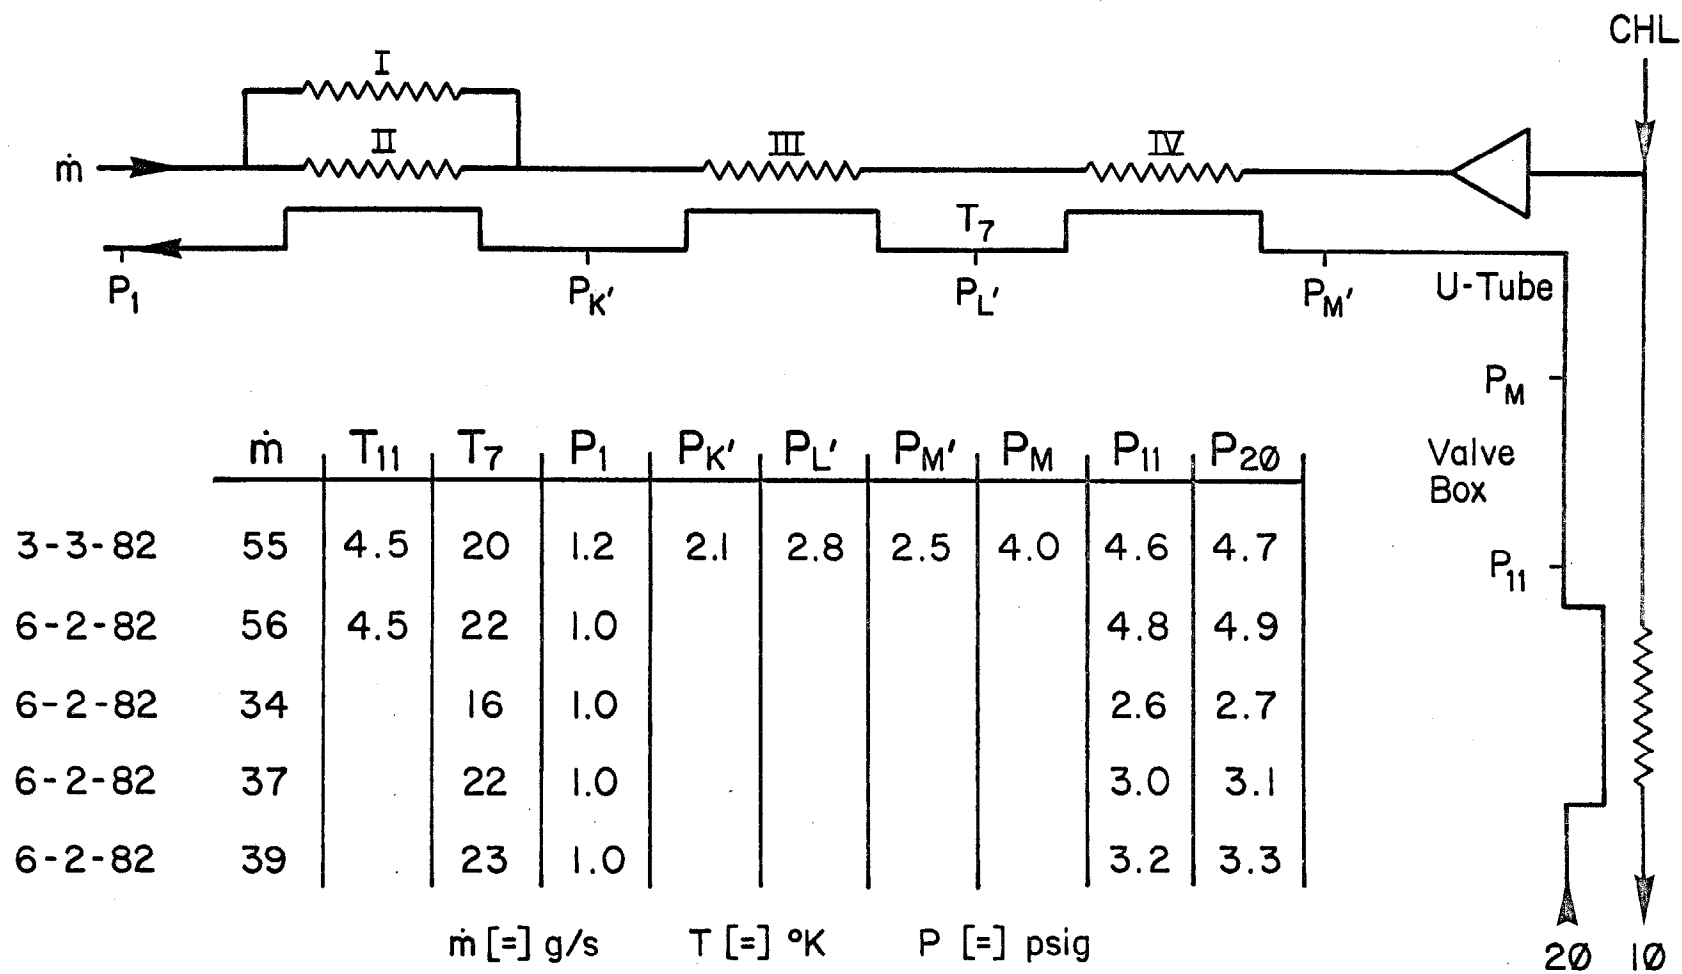 CHL
I
II
III
IV
ṁ
T7
P1
PK'
PL'
PM'
U-Tube
PM
Valve
Box
P11
ṁ T11 T7 P1 PK' PL' PM' PM P11 P2Ø
3-3-82 55 4.5 20 1.2 2.1 2.8 2.5 4.0 4.6 4.7
6-2-82 56 4.5 22 1.0 4.8 4.9
6-2-82 34 16 1.0 2.6 2.7
6-2-82 37 22 1.0 3.0 3.1
6-2-82 39 23 1.0 3.2 3.3
ṁ [=] g/s T [=] °K P [=] psig
2Ø 1Ø